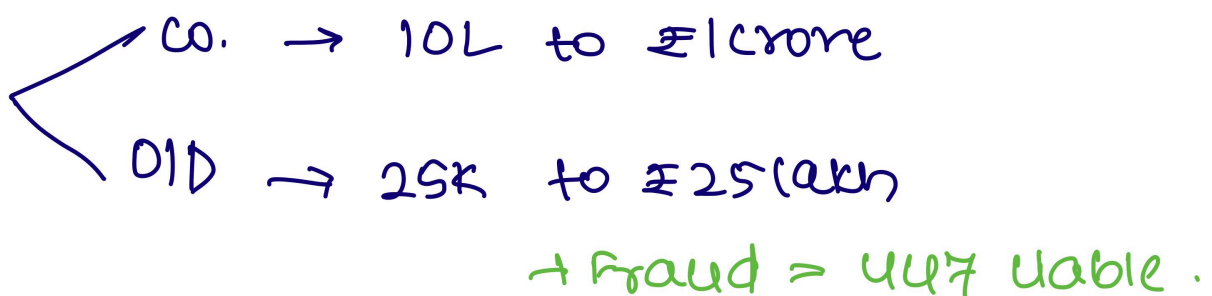 Co. → 10L to ₹1crore
OID → 25K to ₹25lakh
+ Fraud = 447 liable.